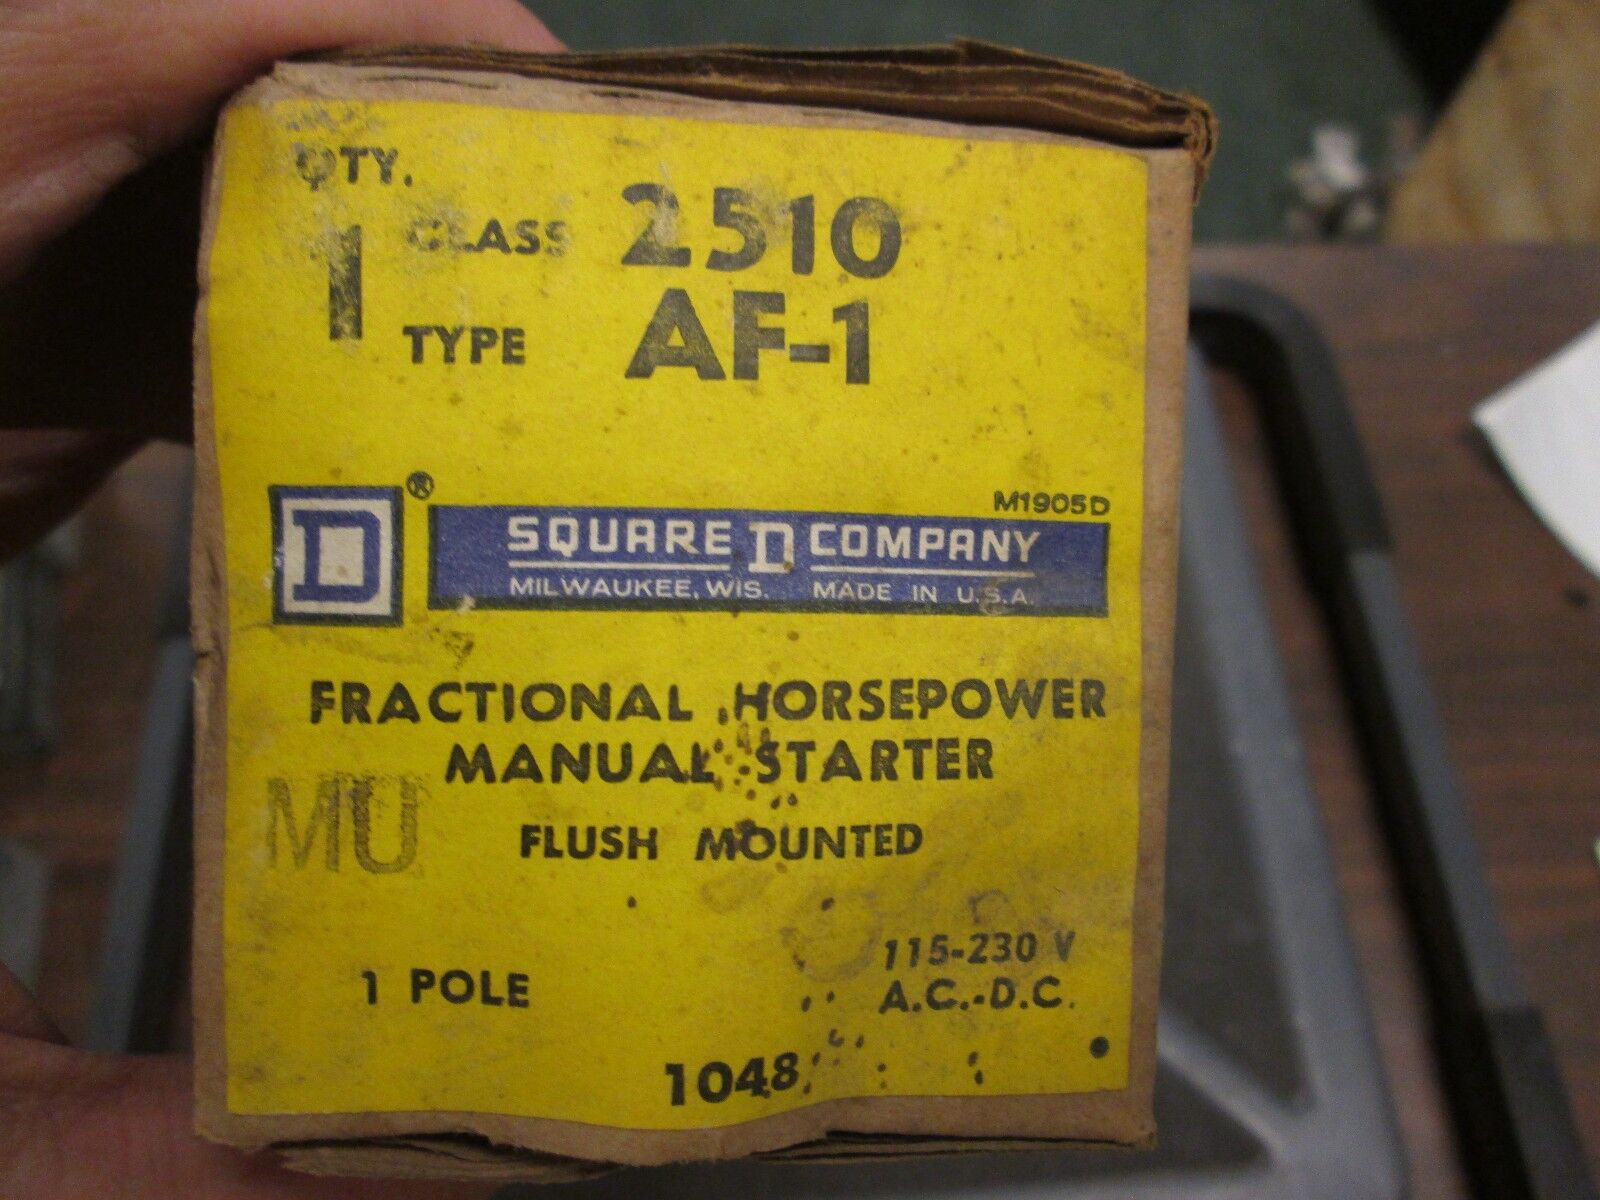 QTY.
1 CLASS 2510
TYPE AF-1
D®
M1905D
SQUARE D COMPANY
MILWAUKEE, WIS. MADE IN U.S.A.
FRACTIONAL HORSEPOWER
MANUAL STARTER
MU
FLUSH MOUNTED
115-230 V
1 POLE A.C.-D.C.
1048